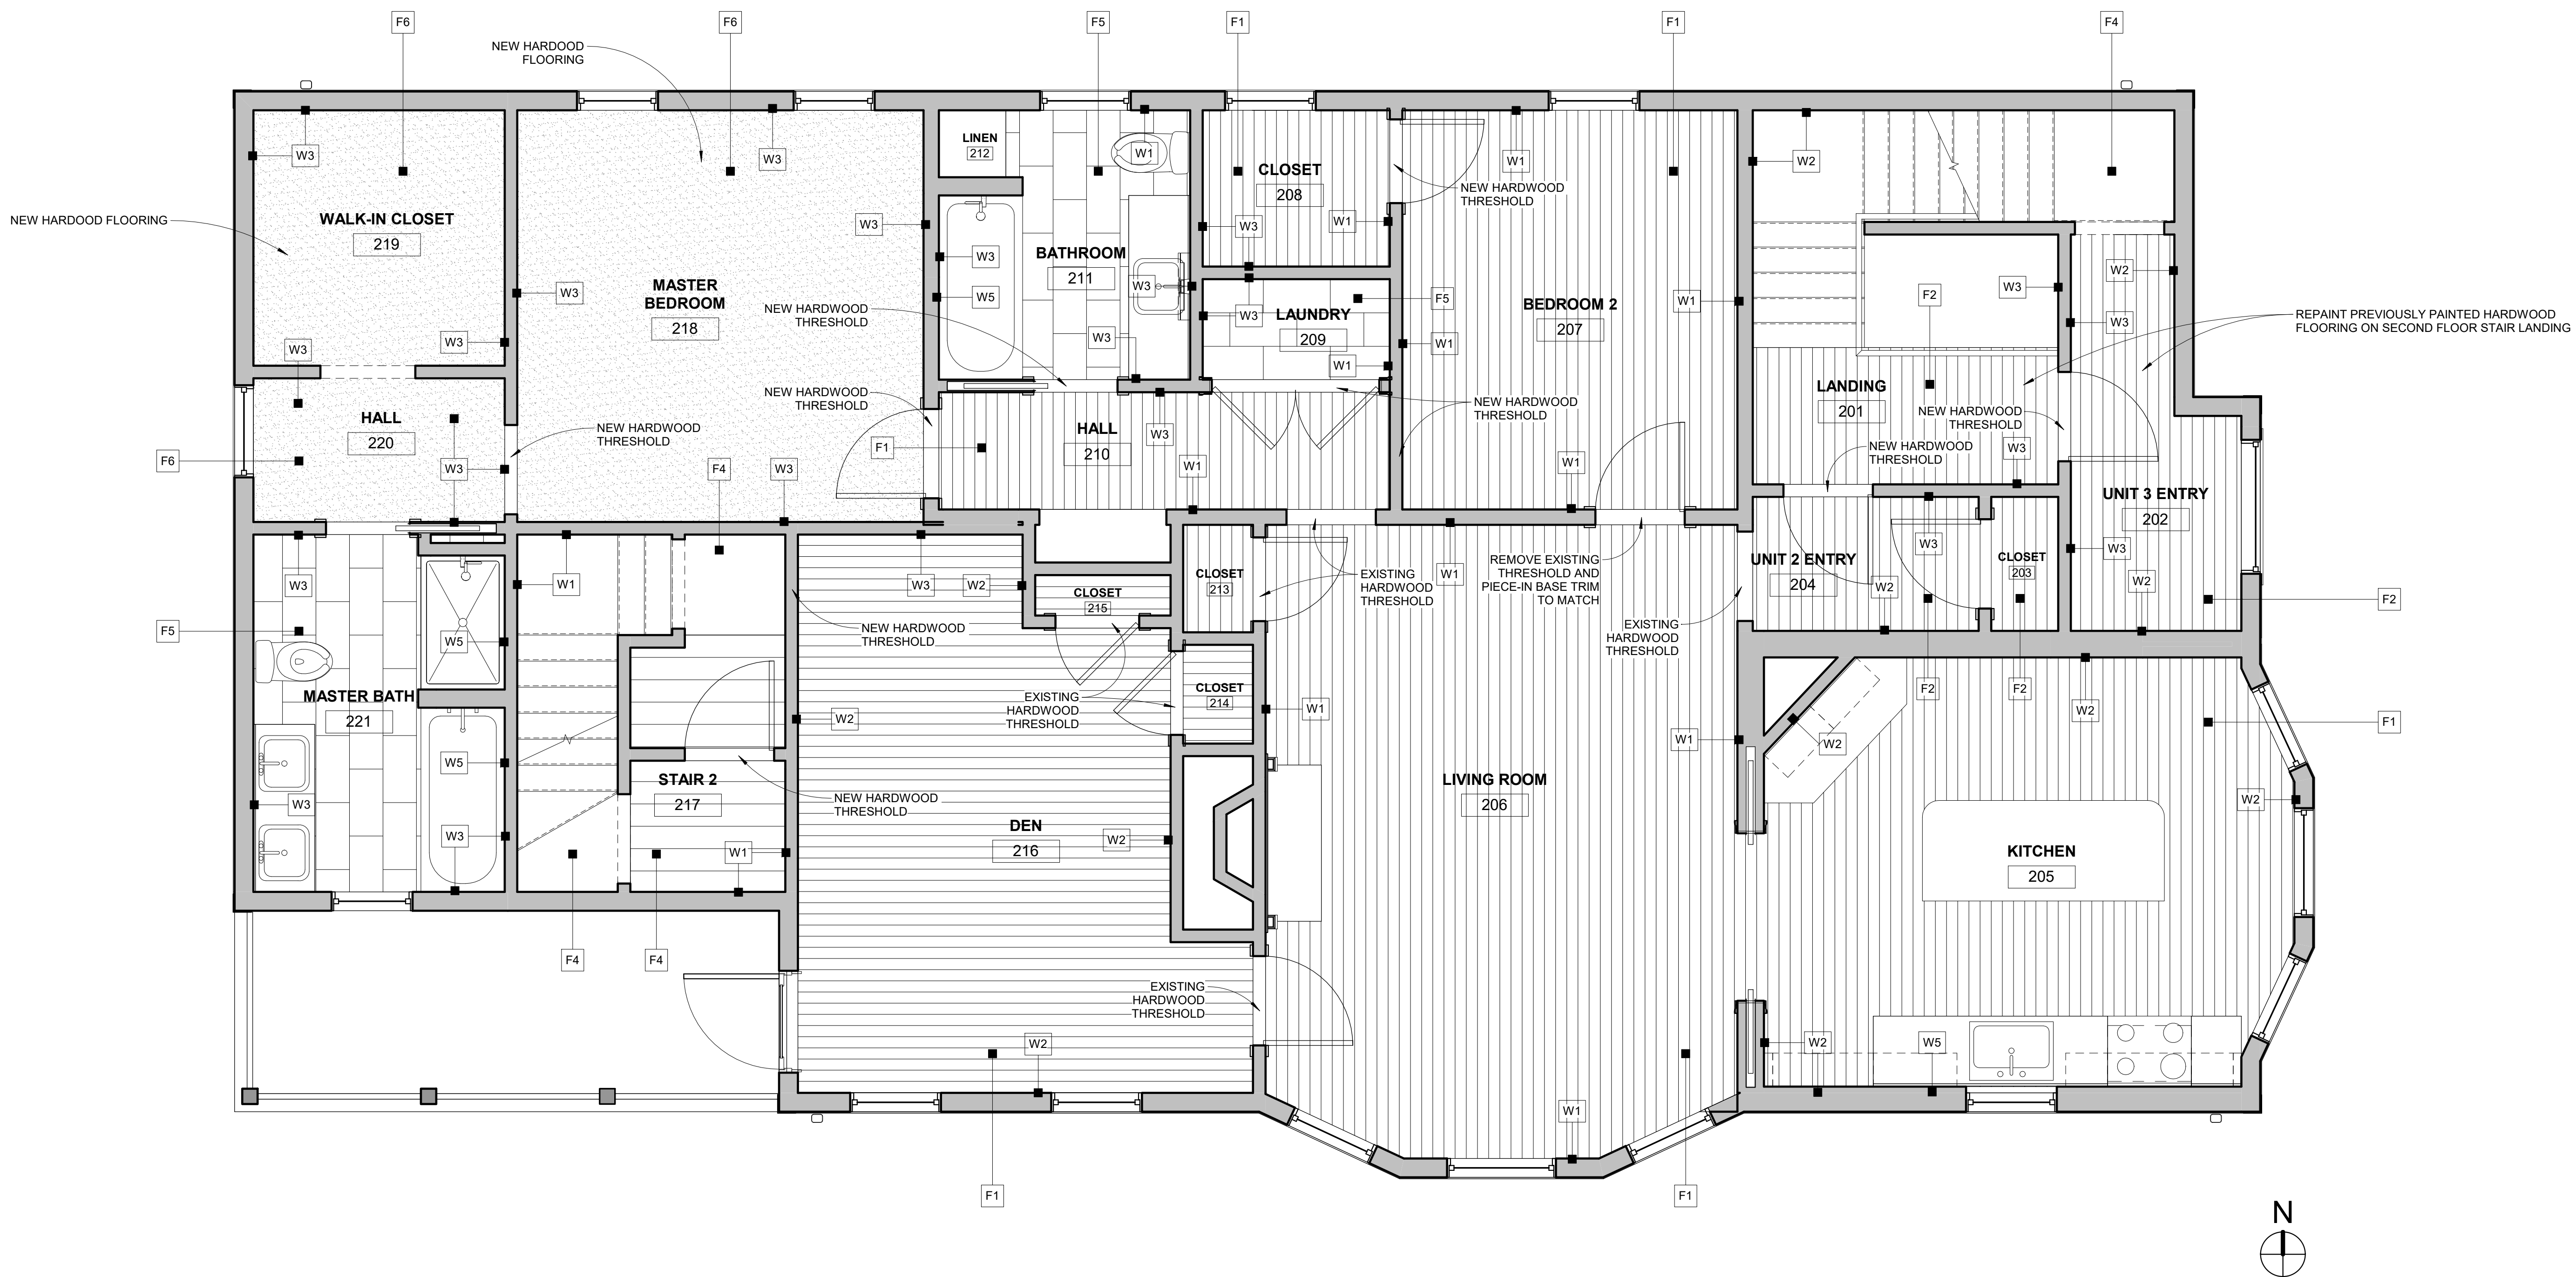 F6
F6
F5
F1
F1
F4
NEW HARDOOD
FLOORING
NEW HARDOOD FLOORING
W3
W3
W1
W1
W2
LINEN
212
CLOSET
208
NEW HARDWOOD
THRESHOLD
WALK-IN CLOSET
219
W3
W3
W1
BATHROOM
211
W3
W5
W3
W3
MASTER
BEDROOM
218
W3
W3
W3
NEW HARDWOOD
THRESHOLD
LAUNDRY
209
W3
F5
W1
BEDROOM 2
207
W1
W1
F2
W3
W2
W3
REPAINT PREVIOUSLY PAINTED HARDWOOD
FLOORING ON SECOND FLOOR STAIR LANDING
NEW HARDWOOD
THRESHOLD
NEW HARDWOOD
THRESHOLD
LANDING
201
NEW HARDWOOD
THRESHOLD
NEW HARDWOOD
THRESHOLD
HALL
220
F6
W3
NEW HARDWOOD
THRESHOLD
F4
W3
F1
HALL
210
W3
W1
W1
W3
UNIT 3 ENTRY
202
W3
W2
F2
UNIT 2 ENTRY
204
W3
W2
CLOSET
203
REMOVE EXISTING
THRESHOLD AND
PIECE-IN BASE TRIM
TO MATCH
W1
EXISTING
HARDWOOD
THRESHOLD
EXISTING
HARDWOOD
THRESHOLD
CLOSET
213
CLOSET
215
W3
W2
W1
W3
F5
W5
NEW HARDWOOD
THRESHOLD
MASTER BATH
221
EXISTING
HARDWOOD
THRESHOLD
CLOSET
214
W1
W2
F2
F2
W2
F1
W2
W1
W5
W3
W3
STAIR 2
217
NEW HARDWOOD
THRESHOLD
W1
DEN
216
W2
LIVING ROOM
206
W2
KITCHEN
205
F4
F4
EXISTING
HARDWOOD
THRESHOLD
W2
W2
W5
W1
F1
F1
N